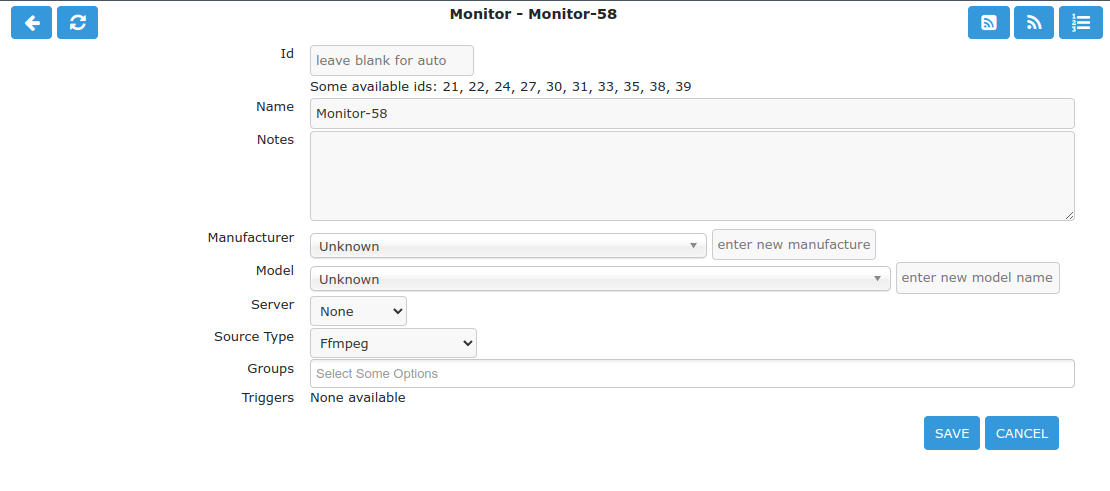 Monitor - Monitor-58
Id
leave blank for auto
Some available ids: 21, 22, 24, 27, 30, 31, 33, 35, 38, 39
Name
Monitor-58
Notes
Manufacturer
Unknown
enter new manufacture
Model
Unknown
enter new model name
Server
None
Source Type
Ffmpeg
Groups
Select Some Options
Triggers
None available
SAVE
CANCEL